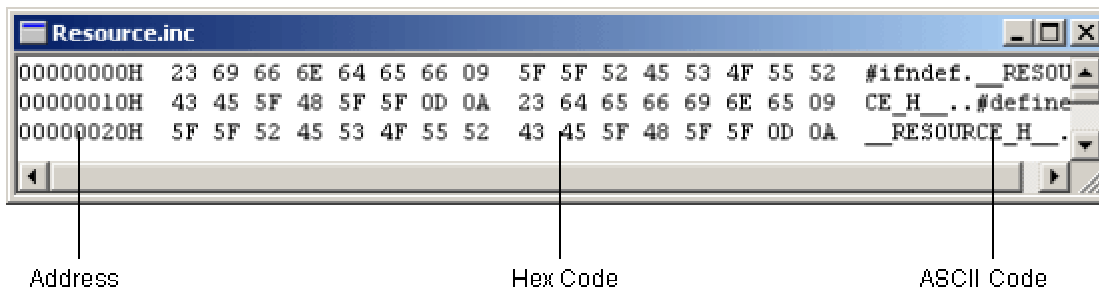 Resource.inc
00000000H 23 69 66 6E 64 65 66 09 5F 5F 52 45 53 4F 55 52 #ifndef.__RESOU
00000010H 43 45 5F 48 5F 5F 0D 0A 23 64 65 66 69 6E 65 09 CE_H__..#define
00000020H 5F 5F 52 45 53 4F 55 52 43 45 5F 48 5F 5F 0D 0A __RESOURCE_H__.
Address Hex Code ASCII Code